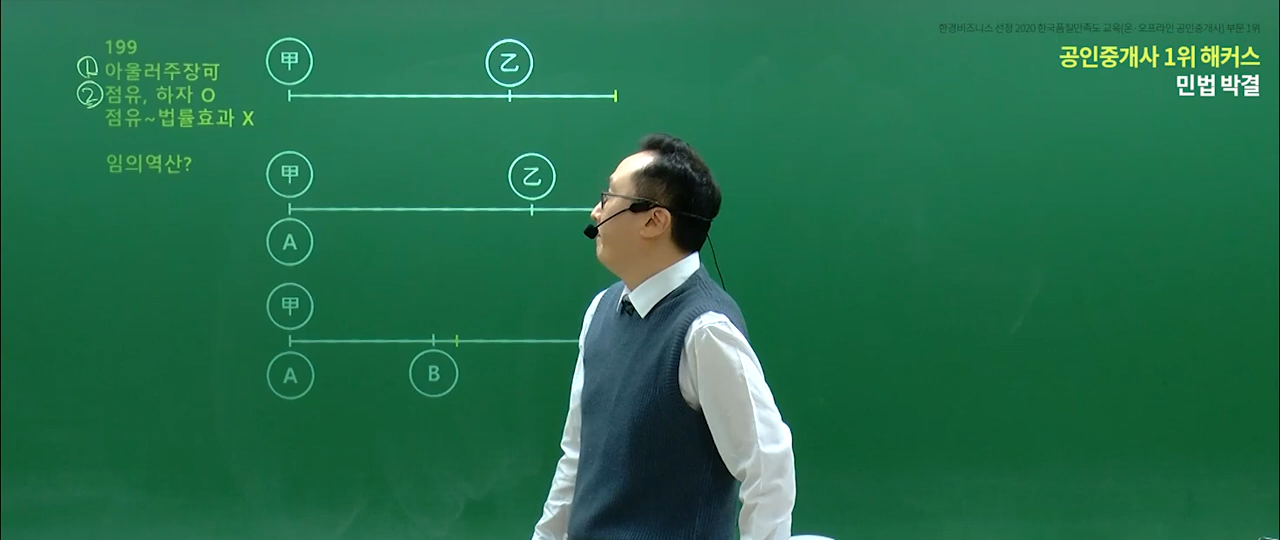 한경비즈니스 선정 2020 한국품질만족도 교육(온·오프라인 공인중개사) 부문 1위
공인중개사 1위 해커스
민법 박결
199
① 아울러주장可
② 점유, 하자 O
점유~법률효과 X
임의역산?
甲 乙
甲 乙
A
甲
A B